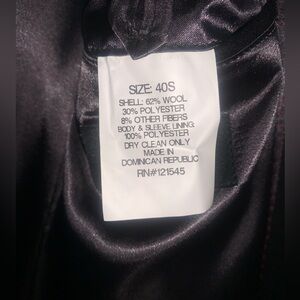 SIZE: 40S
SHELL: 62% WOOL
30% POLYESTER
8% OTHER FIBERS
BODY & SLEEVE LINING:
100% POLYESTER
DRY CLEAN ONLY
MADE IN
DOMINICAN REPUBLIC
RN#121545